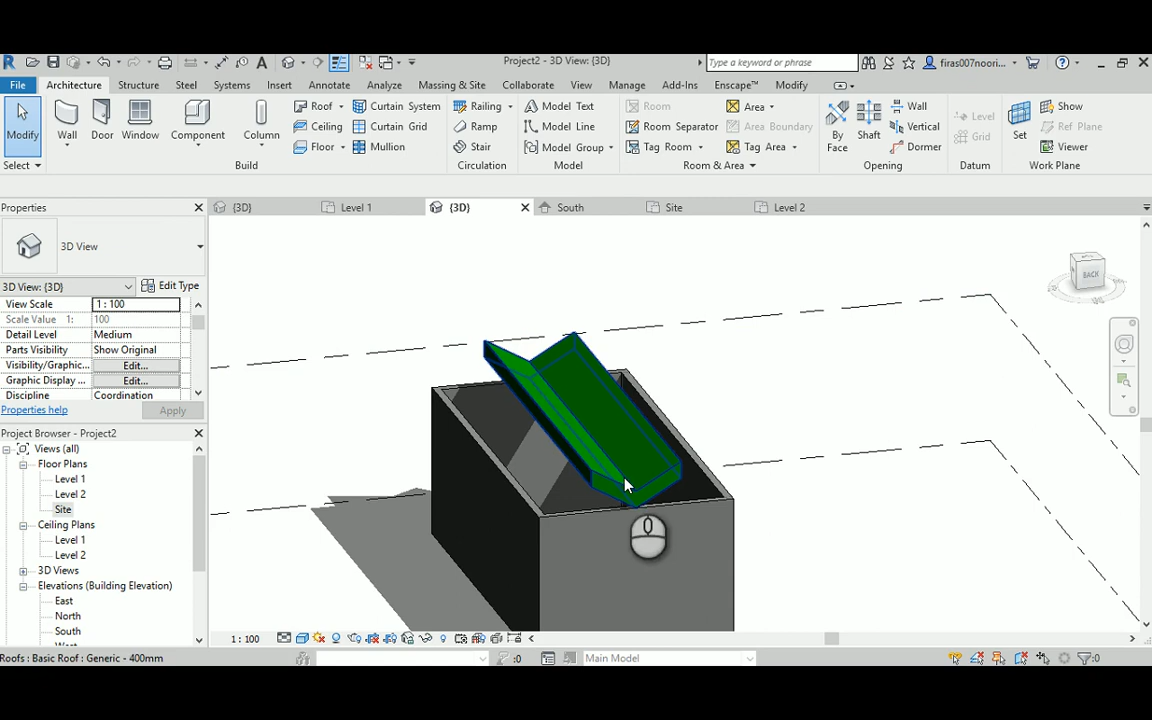 Project2 - 3D View: {3D}
Type a keyword or phrase
firas007noori...
File
Architecture
Structure
Steel
Systems
Insert
Annotate
Analyze
Massing & Site
Collaborate
View
Manage
Add-Ins
Enscape™
Modify
Modify
Wall
Door
Window
Component
Column
Roof
Ceiling
Floor
Curtain System
Curtain Grid
Mullion
Railing
Ramp
Stair
Model Text
Model Line
Model Group
Room
Room Separator
Tag Room
Area
Area Boundary
Tag Area
By
Face
Shaft
Wall
Vertical
Dormer
Level
Grid
Set
Show
Ref Plane
Viewer
Select
Build
Circulation
Model
Room & Area
Opening
Datum
Work Plane
Properties
{3D}
Level 1
{3D}
South
Site
Level 2
3D View
3D View: {3D}
Edit Type
View Scale
1 : 100
Scale Value 1:
100
Detail Level
Medium
Parts Visibility
Show Original
Visibility/Graphic...
Edit...
Graphic Display ...
Edit...
Discipline
Coordination
Properties help
Apply
Project Browser - Project2
Views (all)
Floor Plans
Level 1
Level 2
Site
Ceiling Plans
Level 1
Level 2
3D Views
Elevations (Building Elevation)
East
North
South
BACK
1 : 100
Roofs : Basic Roof : Generic - 400mm
:0
Main Model
:0